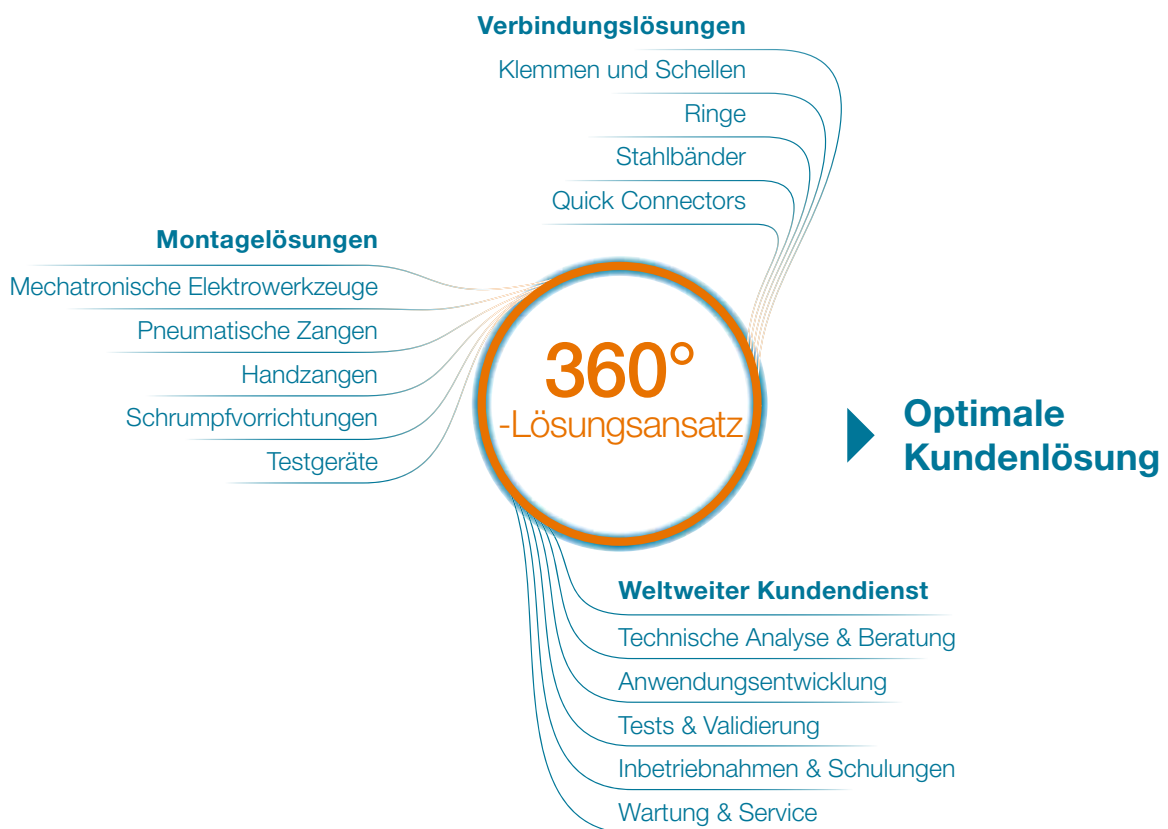 Verbindungslösungen
Klemmen und Schellen
Ringe
Stahlbänder
Quick Connectors
Montagelösungen
Mechatronische Elektrowerkzeuge
Pneumatische Zangen
Handzangen
Schrumpfvorrichtungen
Testgeräte
360°
-Lösungsansatz
Optimale
Kundenlösung
Weltweiter Kundendienst
Technische Analyse & Beratung
Anwendungsentwicklung
Tests & Validierung
Inbetriebnahmen & Schulungen
Wartung & Service